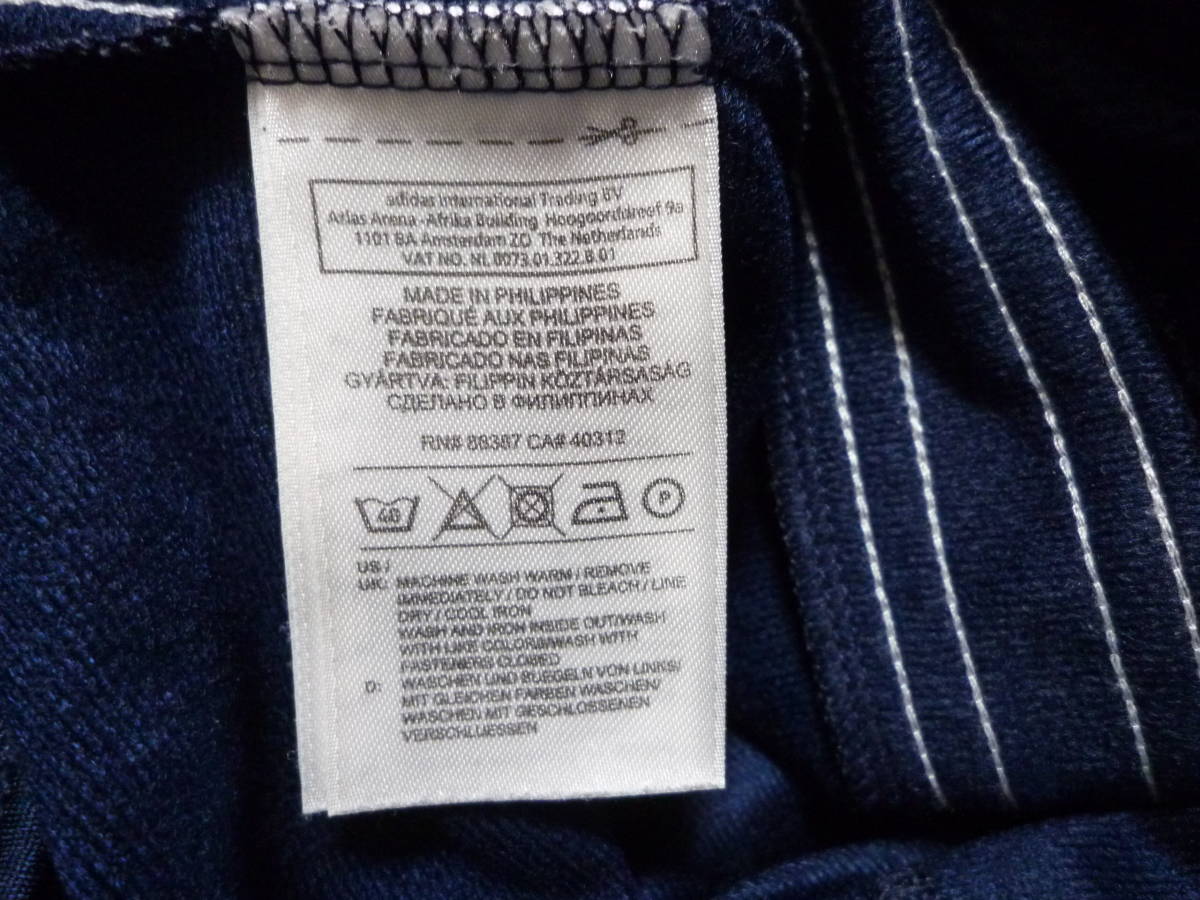 adidas International Trading BV
Atlas Arena -Afrika Building Hoogoorddreef 9a
1101 BA Amsterdam ZO The Netherlands
VAT NO. NL 0073.01.322.B.01
MADE IN PHILIPPINES
FABRIQUÉ AUX PHILIPPINES
FABRICADO EN FILIPINAS
FABRICADO NAS FILIPINAS
GYÁRTVA: FILIPPIN KÖZTÁRSASÁG
СДЕЛАНО В ФИЛИППИНАХ
RN# 88387 CA# 40312
40 P
US /
UK: MACHINE WASH WARM / REMOVE
IMMEDIATELY / DO NOT BLEACH / LINE
DRY / COOL IRON
WASH AND IRON INSIDE OUT/WASH
WITH LIKE COLORS/WASH WITH
FASTENERS CLOSED
D: WASCHEN UND BUEGELN VON LINKS/
MIT GLEICHEN FARBEN WASCHEN/
WASCHEN MIT GESCHLOSSENEN
VERSCHLUESSEN